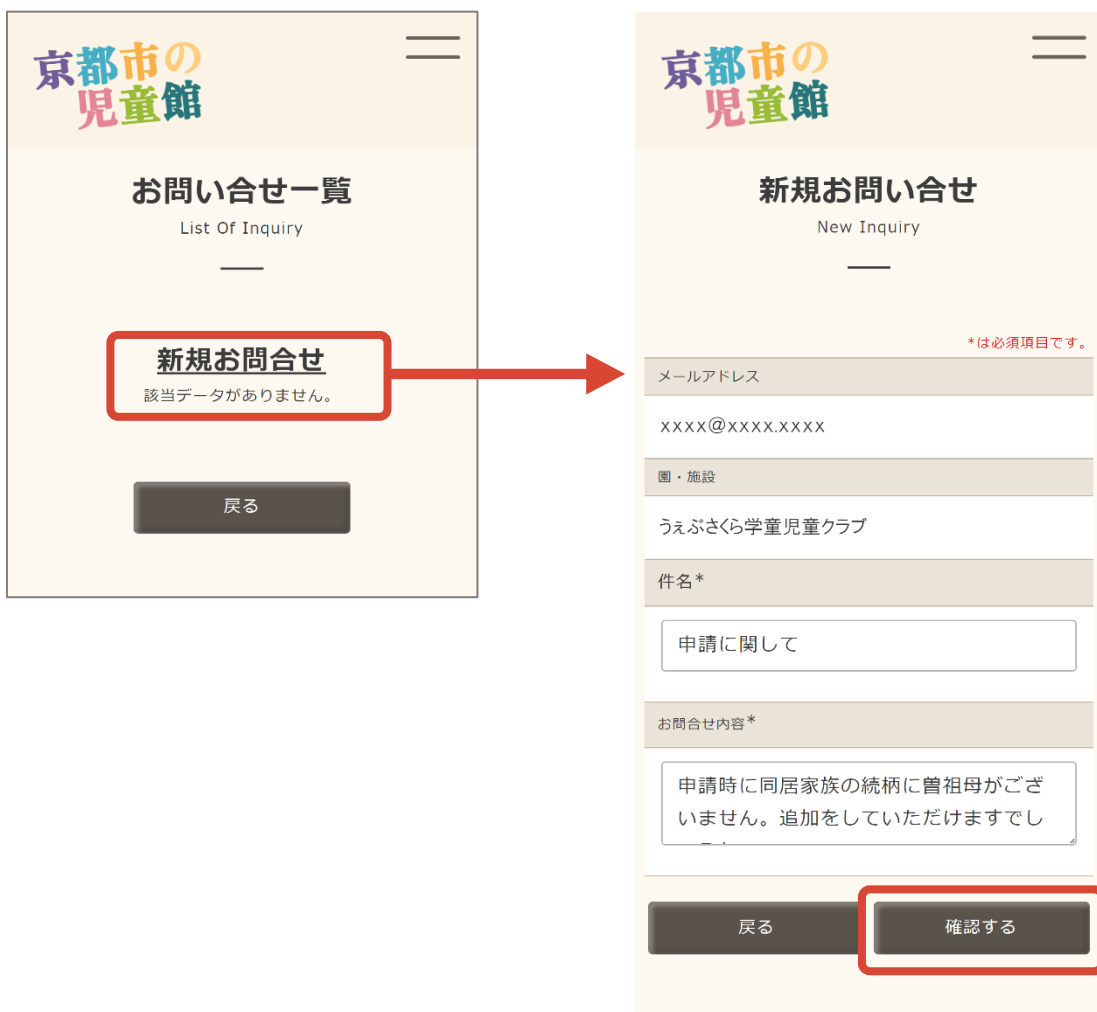 京都市の
児童館
お問い合せ一覧
List Of Inquiry
新規お問合せ
該当データがありません。
戻る
京都市の
児童館
新規お問い合せ
New Inquiry
*は必須項目です。
メールアドレス
xxxx@xxxx.xxxx
園・施設
うぇぶさくら学童児童クラブ
件名*
申請に関して
お問合せ内容*
申請時に同居家族の続柄に曽祖母がござ
いません。追加をしていただけますでし
戻る
確認する